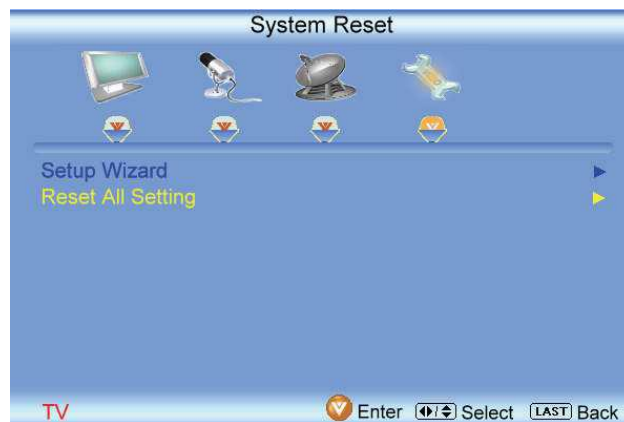 System Reset
Setup Wizard
Reset All Setting
TV Enter Select LAST Back